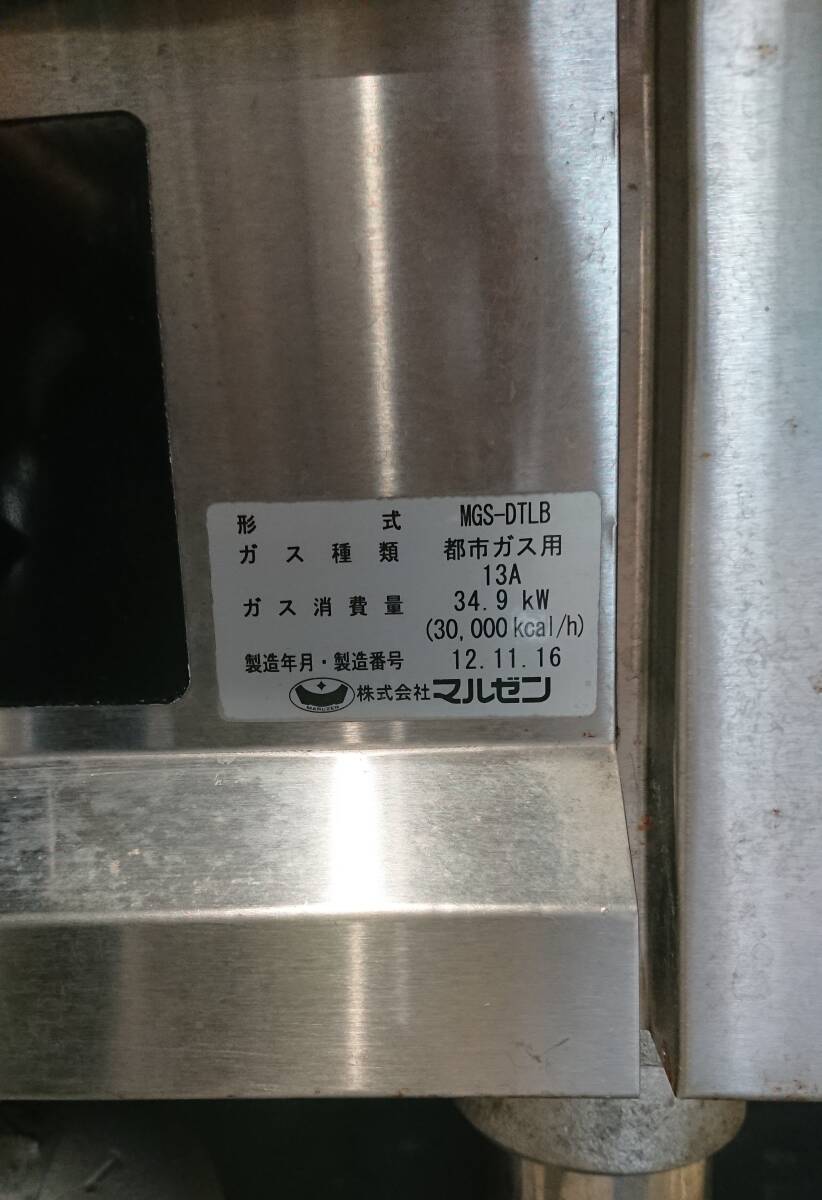 形式 MGS-DTLB
ガス種類 都市ガス用
13A
ガス消費量 34.9 kW
(30,000 kcal/h)
製造年月・製造番号 12.11.16
MARUZEN 株式会社マルゼン